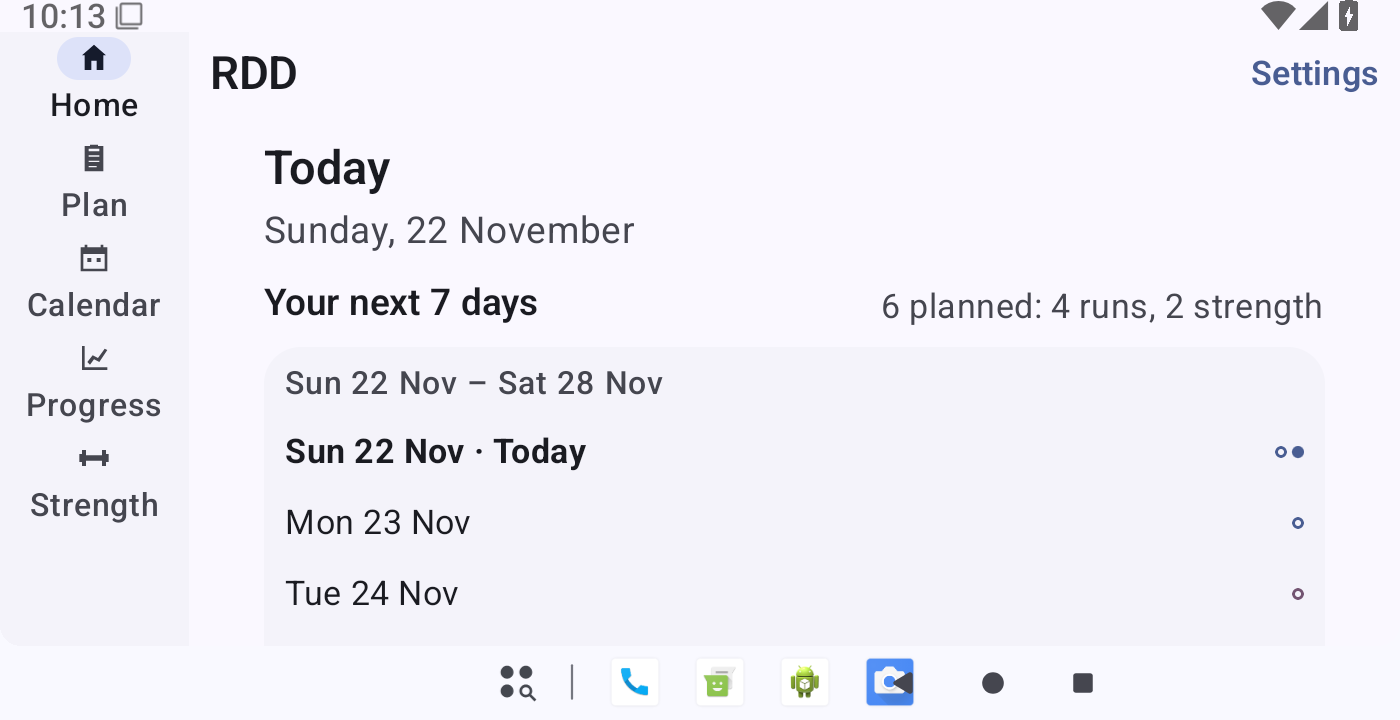 10:13
Home
Plan
Calendar
Progress
Strength
RDD
Settings
Today
Sunday, 22 November
Your next 7 days
6 planned: 4 runs, 2 strength
Sun 22 Nov – Sat 28 Nov
Sun 22 Nov · Today
Mon 23 Nov
Tue 24 Nov